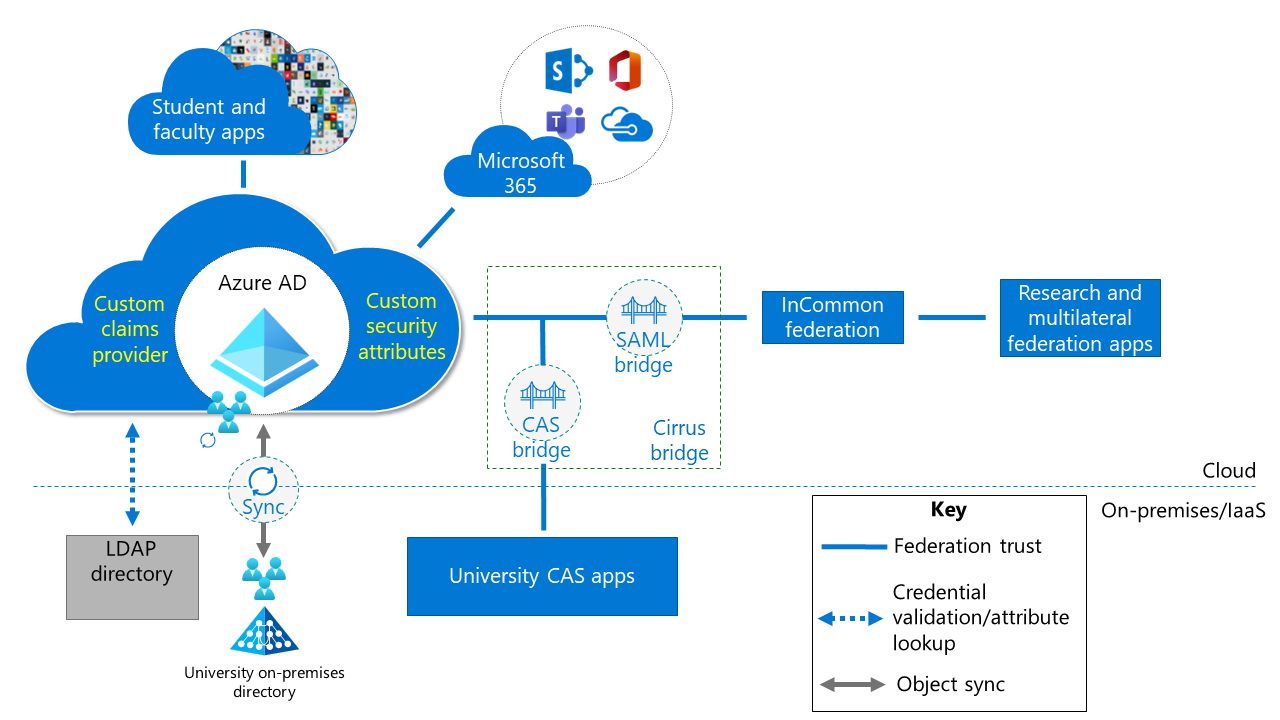 Student and
faculty apps
Microsoft
365
S
T
Azure AD
Custom
claims
provider
Custom
security
attributes
SAML
bridge
CAS
bridge
Cirrus
bridge
InCommon
federation
Research and
multilateral
federation apps
Cloud
On-premises/IaaS
Sync
LDAP
directory
University CAS apps
University on-premises
directory
Key
Federation trust
Credential
validation/attribute
lookup
Object sync